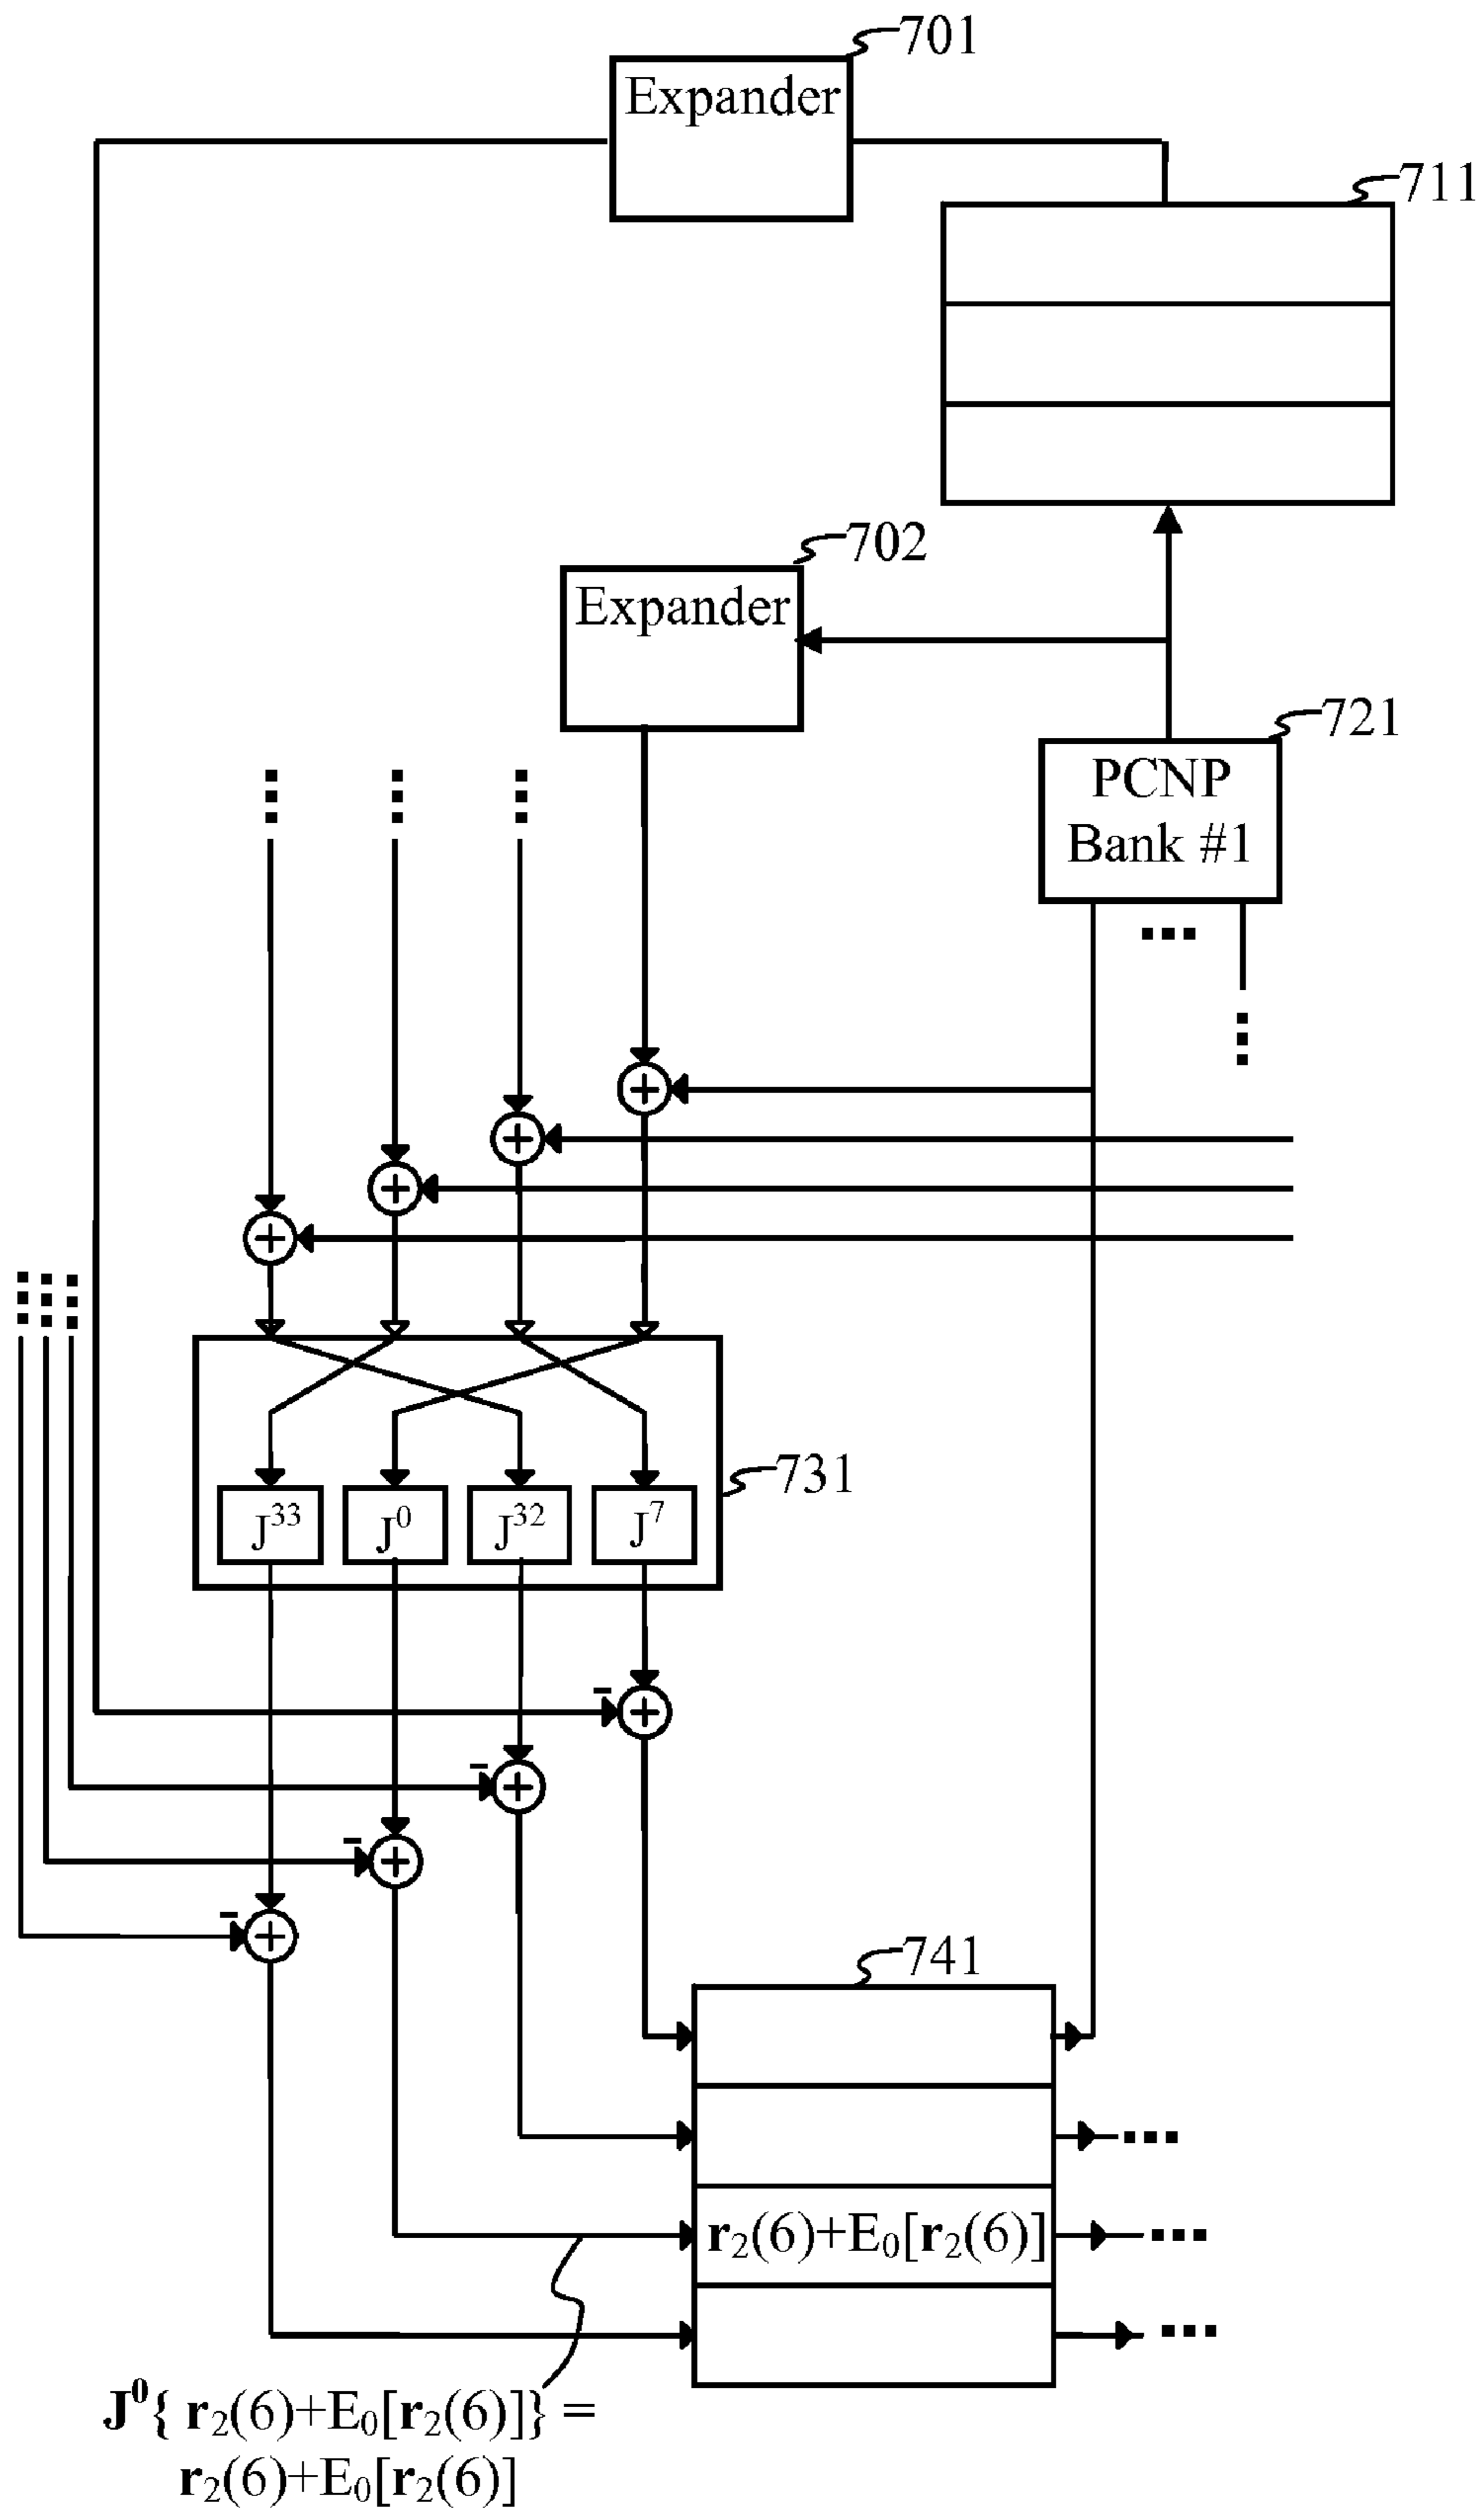 701
Expander
711
702
Expander
721
PCNP
Bank #1
731
J³³ J⁰ J³² J⁷
-
-
-
-
741
r₂(6)+E₀[r₂(6)]
J⁰{ r₂(6)+E₀[r₂(6)]} =
r₂(6)+E₀[r₂(6)]